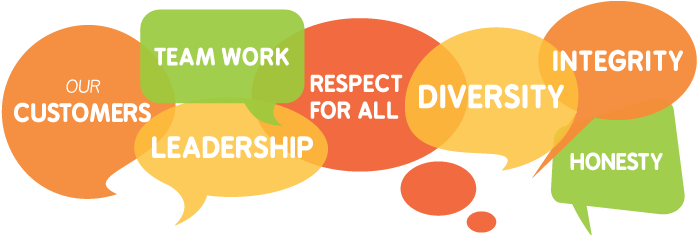 OUR
CUSTOMERS
TEAM WORK
LEADERSHIP
RESPECT
FOR ALL
DIVERSITY
INTEGRITY
HONESTY